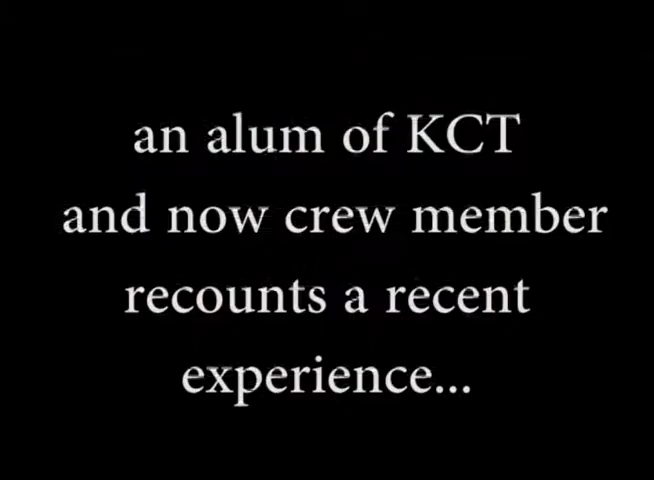 an alum of KCT
and now crew member
recounts a recent
experience...